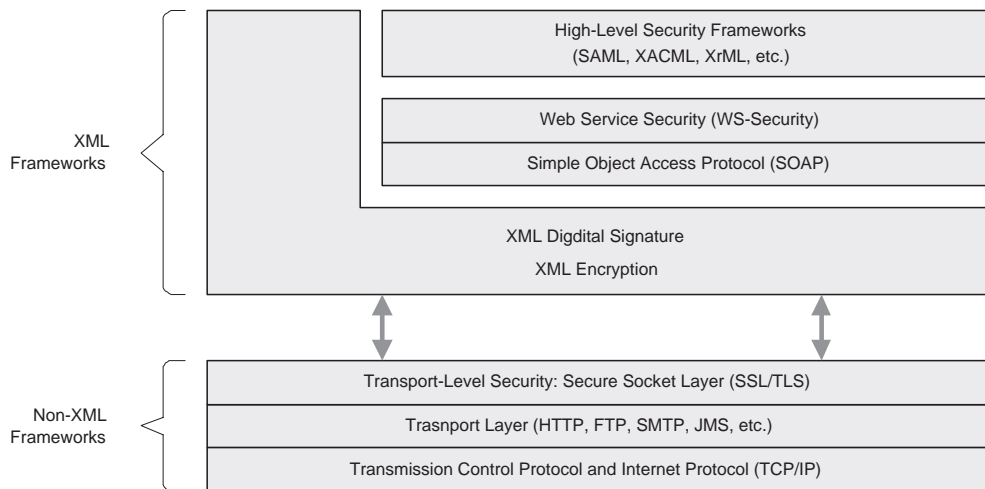 High-Level Security Frameworks
(SAML, XACML, XrML, etc.)
Web Service Security (WS-Security)
Simple Object Access Protocol (SOAP)
XML
Frameworks
XML Digdital Signature
XML Encryption
Transport-Level Security: Secure Socket Layer (SSL/TLS)
Non-XML
Frameworks
Trasnport Layer (HTTP, FTP, SMTP, JMS, etc.)
Transmission Control Protocol and Internet Protocol (TCP/IP)